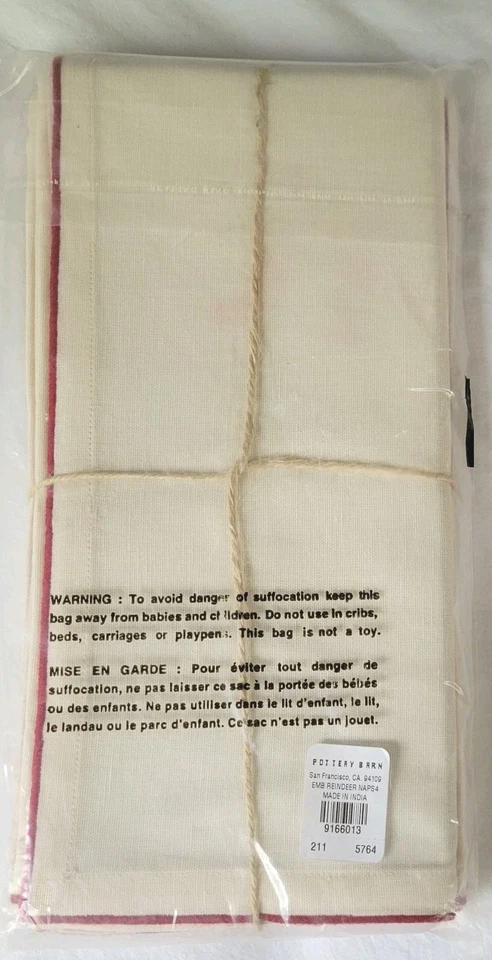 WARNING : To avoid danger of suffocation keep this
bag away from babies and children. Do not use in cribs,
beds, carriages or playpens. This bag is not a toy.
MISE EN GARDE : Pour éviter tout danger de
suffocation, ne pas laisser ce sac à la portée des bébés
ou des enfants. Ne pas utiliser dans le lit d'enfant, le lit,
le landau ou le parc d'enfant. Ce sac n'est pas un jouet.
POTTERY BARN
San Francisco, CA. 94109
EMB REINDEER NAPS4
MADE IN INDIA
9166013
211 5764